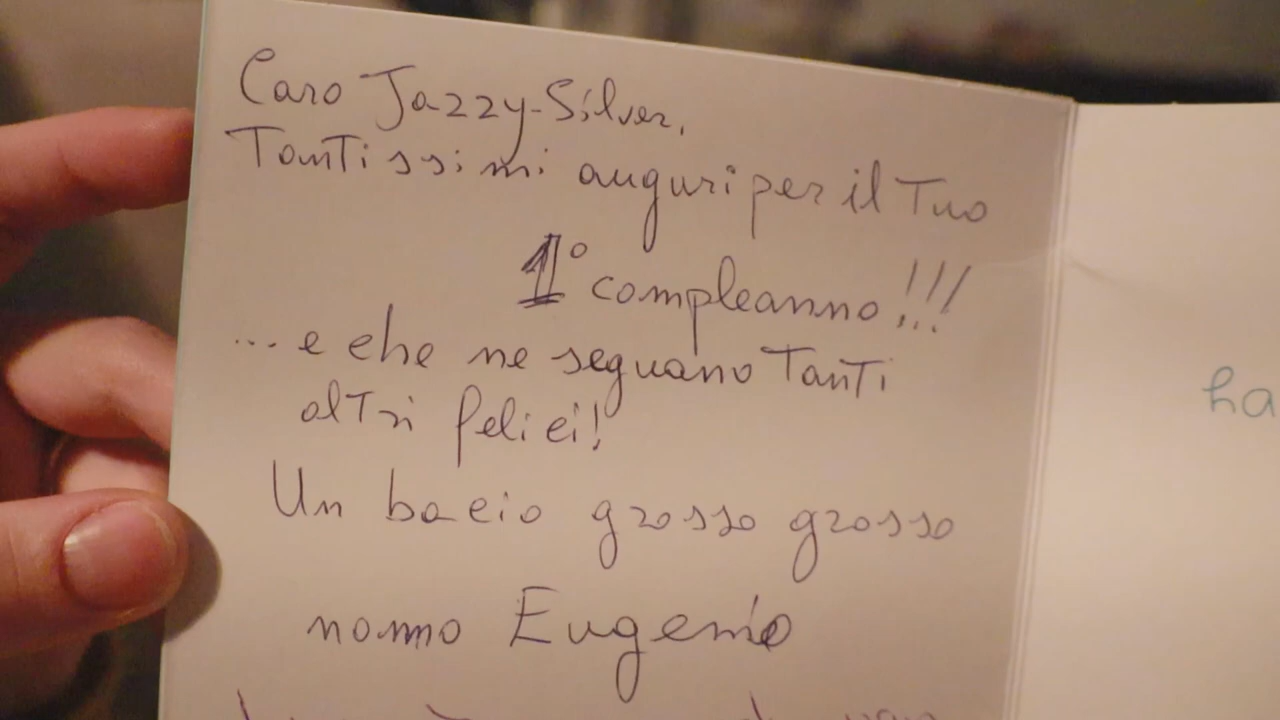 Caro Jazzy-Silver,
Tantissimi auguri per il Tuo
1° compleanno!!!
... e che ne seguano Tanti
altri felici!
Un bacio grosso grosso
nonno Eugenio
ha